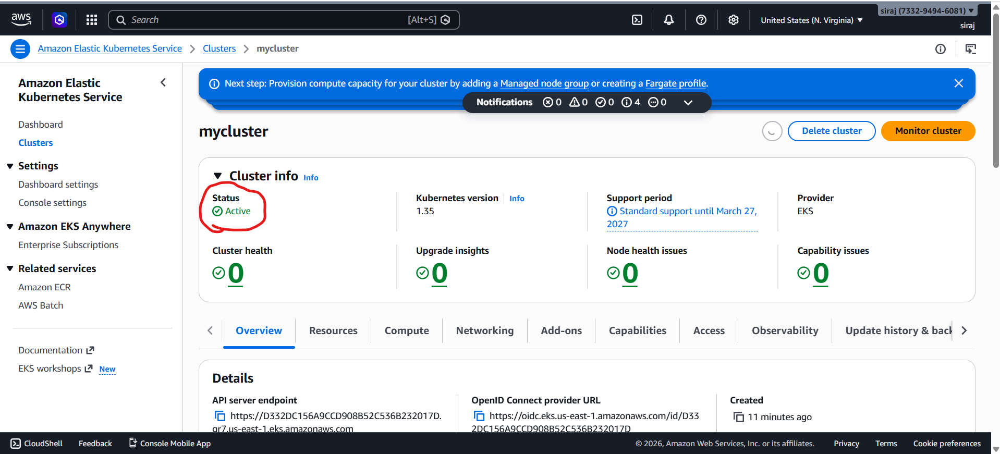 aws
Search
[Alt+S]
United States (N. Virginia)
siraj (7332-9494-6081)
siraj
Amazon Elastic Kubernetes Service
Clusters
mycluster
Amazon Elastic
Kubernetes Service
Dashboard
Clusters
Settings
Dashboard settings
Console settings
Amazon EKS Anywhere
Enterprise Subscriptions
Related services
Amazon ECR
AWS Batch
Documentation
EKS workshops New
Next step: Provision compute capacity for your cluster by adding a Managed node group or creating a Fargate profile.
Notifications 0 0 0 4 0
mycluster
Delete cluster
Monitor cluster
Cluster info Info
Status
Active
Kubernetes version Info
1.35
Support period
Standard support until March 27,
2027
Provider
EKS
Cluster health
0
Upgrade insights
0
Node health issues
0
Capability issues
0
Overview
Resources
Compute
Networking
Add-ons
Capabilities
Access
Observability
Update history & back
Details
API server endpoint
https://D332DC156A9CCD908B52C536B232017D.
gr7.us-east-1.eks.amazonaws.com
OpenID Connect provider URL
https://oidc.eks.us-east-1.amazonaws.com/id/D33
2DC156A9CCD908B52C536B232017D
Created
11 minutes ago
CloudShell
Feedback
Console Mobile App
© 2026, Amazon Web Services, Inc. or its affiliates.
Privacy
Terms
Cookie preferences